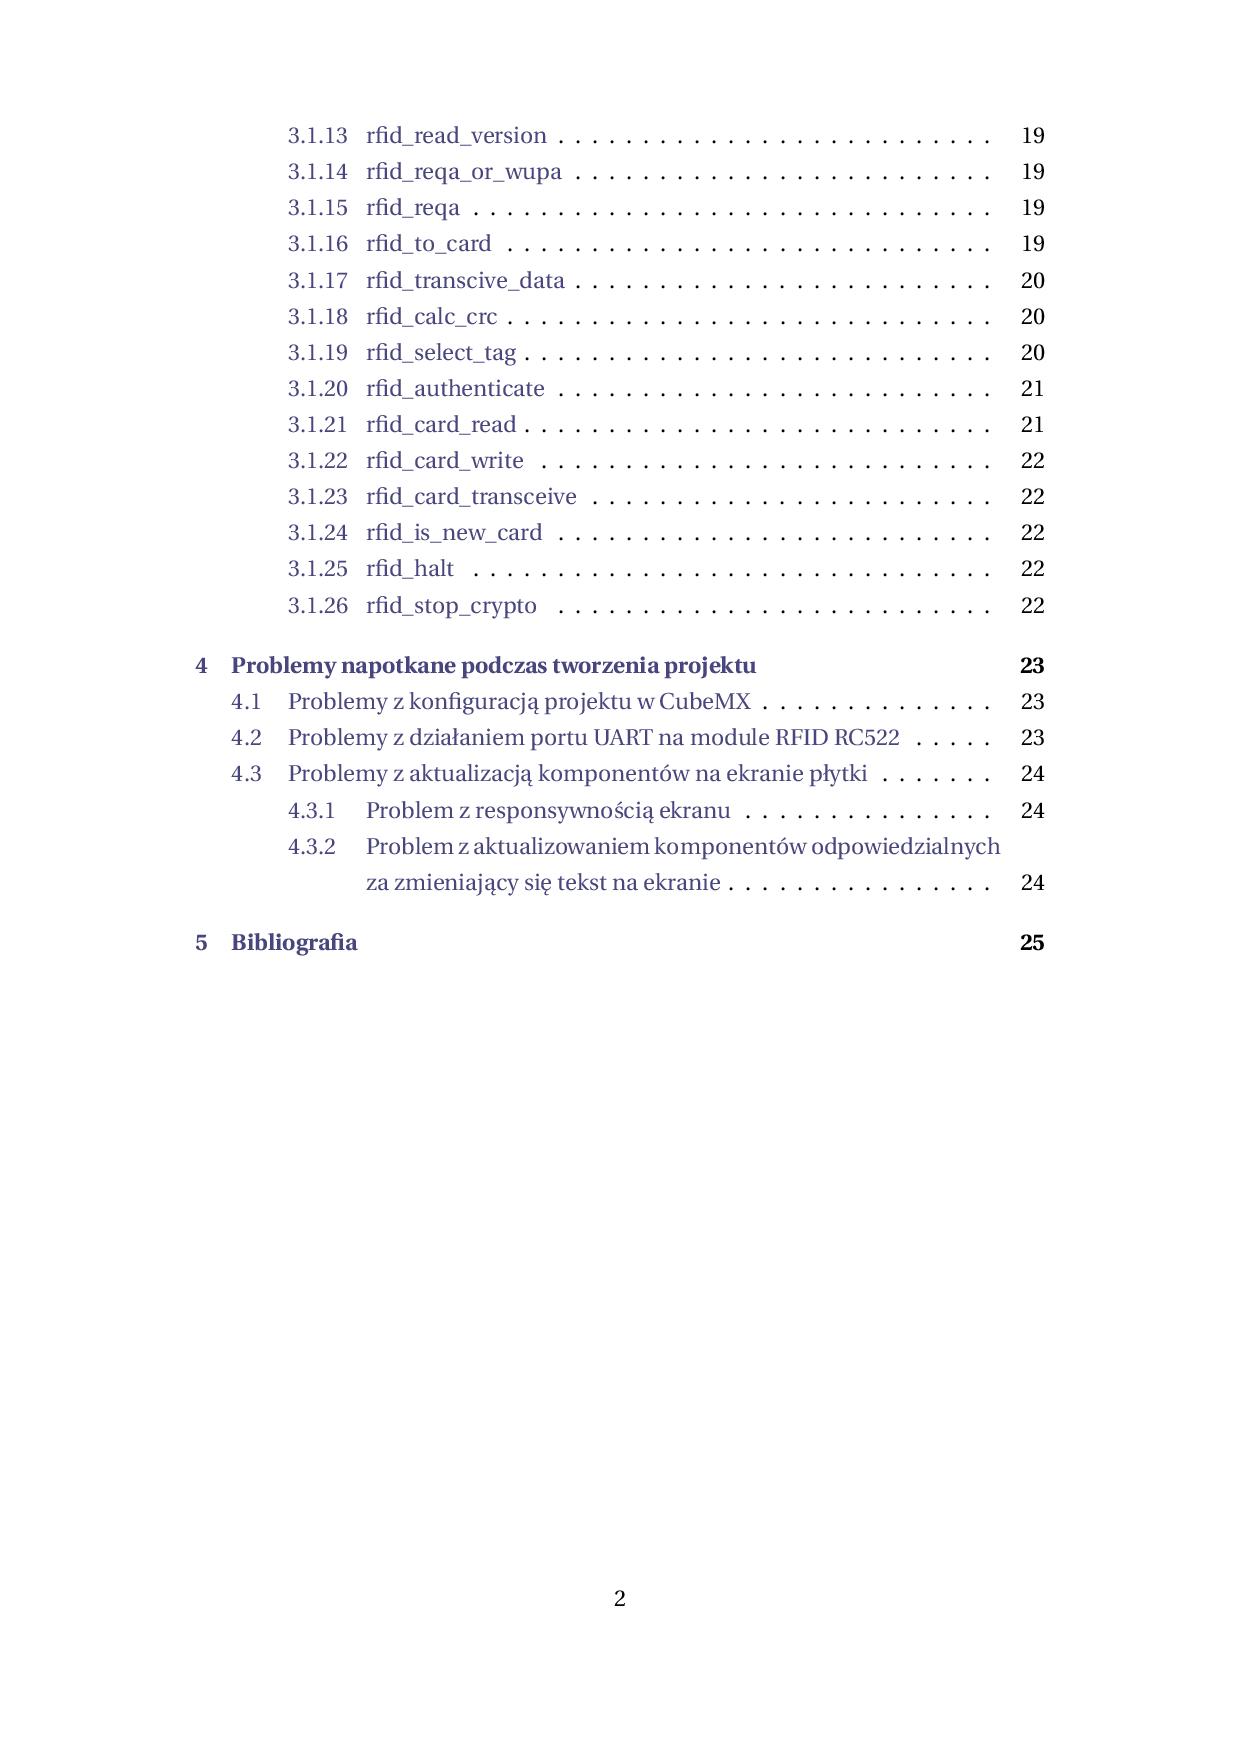 3.1.13 rfid_read_version . . . . . . . . . . . . . . . . . . . . . . . . . . 19
3.1.14 rfid_reqa_or_wupa . . . . . . . . . . . . . . . . . . . . . . . . . 19
3.1.15 rfid_reqa . . . . . . . . . . . . . . . . . . . . . . . . . . . . . . . 19
3.1.16 rfid_to_card . . . . . . . . . . . . . . . . . . . . . . . . . . . . . 19
3.1.17 rfid_transcive_data . . . . . . . . . . . . . . . . . . . . . . . . . 20
3.1.18 rfid_calc_crc . . . . . . . . . . . . . . . . . . . . . . . . . . . . . 20
3.1.19 rfid_select_tag . . . . . . . . . . . . . . . . . . . . . . . . . . . . 20
3.1.20 rfid_authenticate . . . . . . . . . . . . . . . . . . . . . . . . . . 21
3.1.21 rfid_card_read . . . . . . . . . . . . . . . . . . . . . . . . . . . . 21
3.1.22 rfid_card_write . . . . . . . . . . . . . . . . . . . . . . . . . . . 22
3.1.23 rfid_card_transceive . . . . . . . . . . . . . . . . . . . . . . . . 22
3.1.24 rfid_is_new_card . . . . . . . . . . . . . . . . . . . . . . . . . . 22
3.1.25 rfid_halt . . . . . . . . . . . . . . . . . . . . . . . . . . . . . . . 22
3.1.26 rfid_stop_crypto . . . . . . . . . . . . . . . . . . . . . . . . . . 22
4 Problemy napotkane podczas tworzenia projektu 23
4.1 Problemy z konfiguracją projektu w CubeMX . . . . . . . . . . . . . . 23
4.2 Problemy z działaniem portu UART na module RFID RC522 . . . . . 23
4.3 Problemy z aktualizacją komponentów na ekranie płytki . . . . . . . 24
4.3.1 Problem z responsywnością ekranu . . . . . . . . . . . . . . . 24
4.3.2 Problem z aktualizowaniem komponentów odpowiedzialnych
za zmieniający się tekst na ekranie . . . . . . . . . . . . . . . . 24
5 Bibliografia 25
2